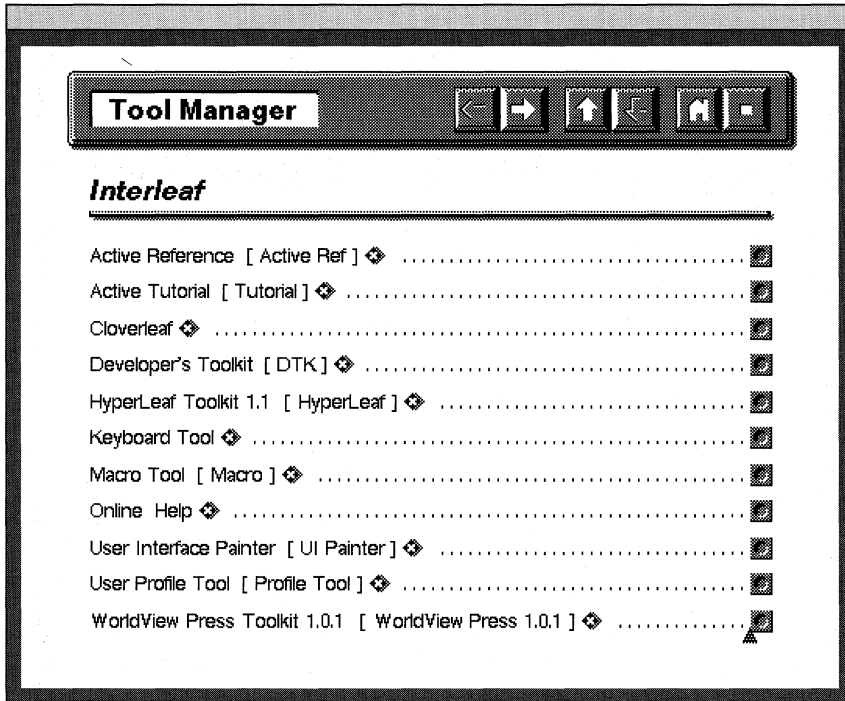 Tool Manager
Interleaf
Active Reference [ Active Ref ]
Active Tutorial [ Tutorial ]
Cloverleaf
Developer's Toolkit [ DTK ]
HyperLeaf Toolkit 1.1 [ HyperLeaf ]
Keyboard Tool
Macro Tool [ Macro ]
Online Help
User Interface Painter [ UI Painter ]
User Profile Tool [ Profile Tool ]
WorldView Press Toolkit 1.0.1 [ WorldView Press 1.0.1 ]